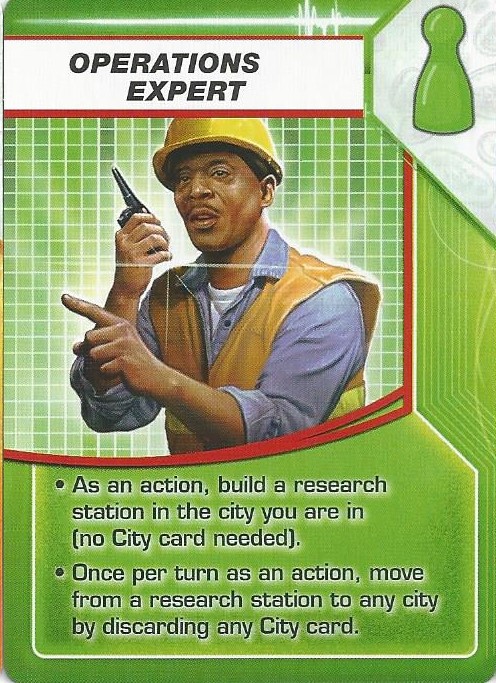 OPERATIONS
EXPERT
• As an action, build a research
station in the city you are in
(no City card needed).
• Once per turn as an action, move
from a research station to any city
by discarding any City card.